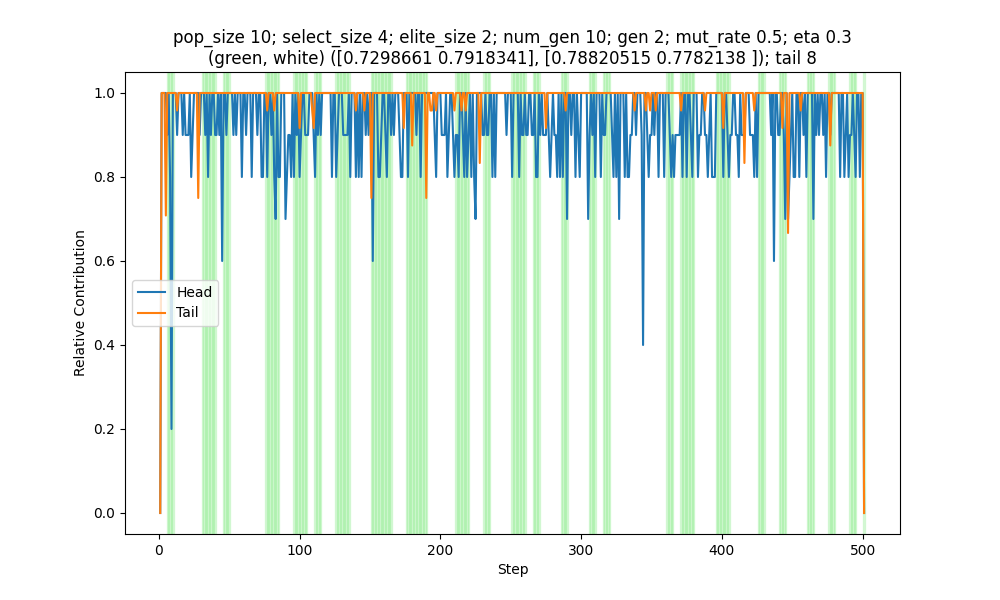 pop_size 10; select_size 4; elite_size 2; num_gen 10; gen 2; mut_rate 0.5; eta 0.3
(green, white) ([0.7298661 0.7918341], [0.78820515 0.7782138 ]); tail 8
1.0
0.8
0.6
0.4
0.2
0.0
Relative Contribution
Head
Tail
0 100 200 300 400 500
Step